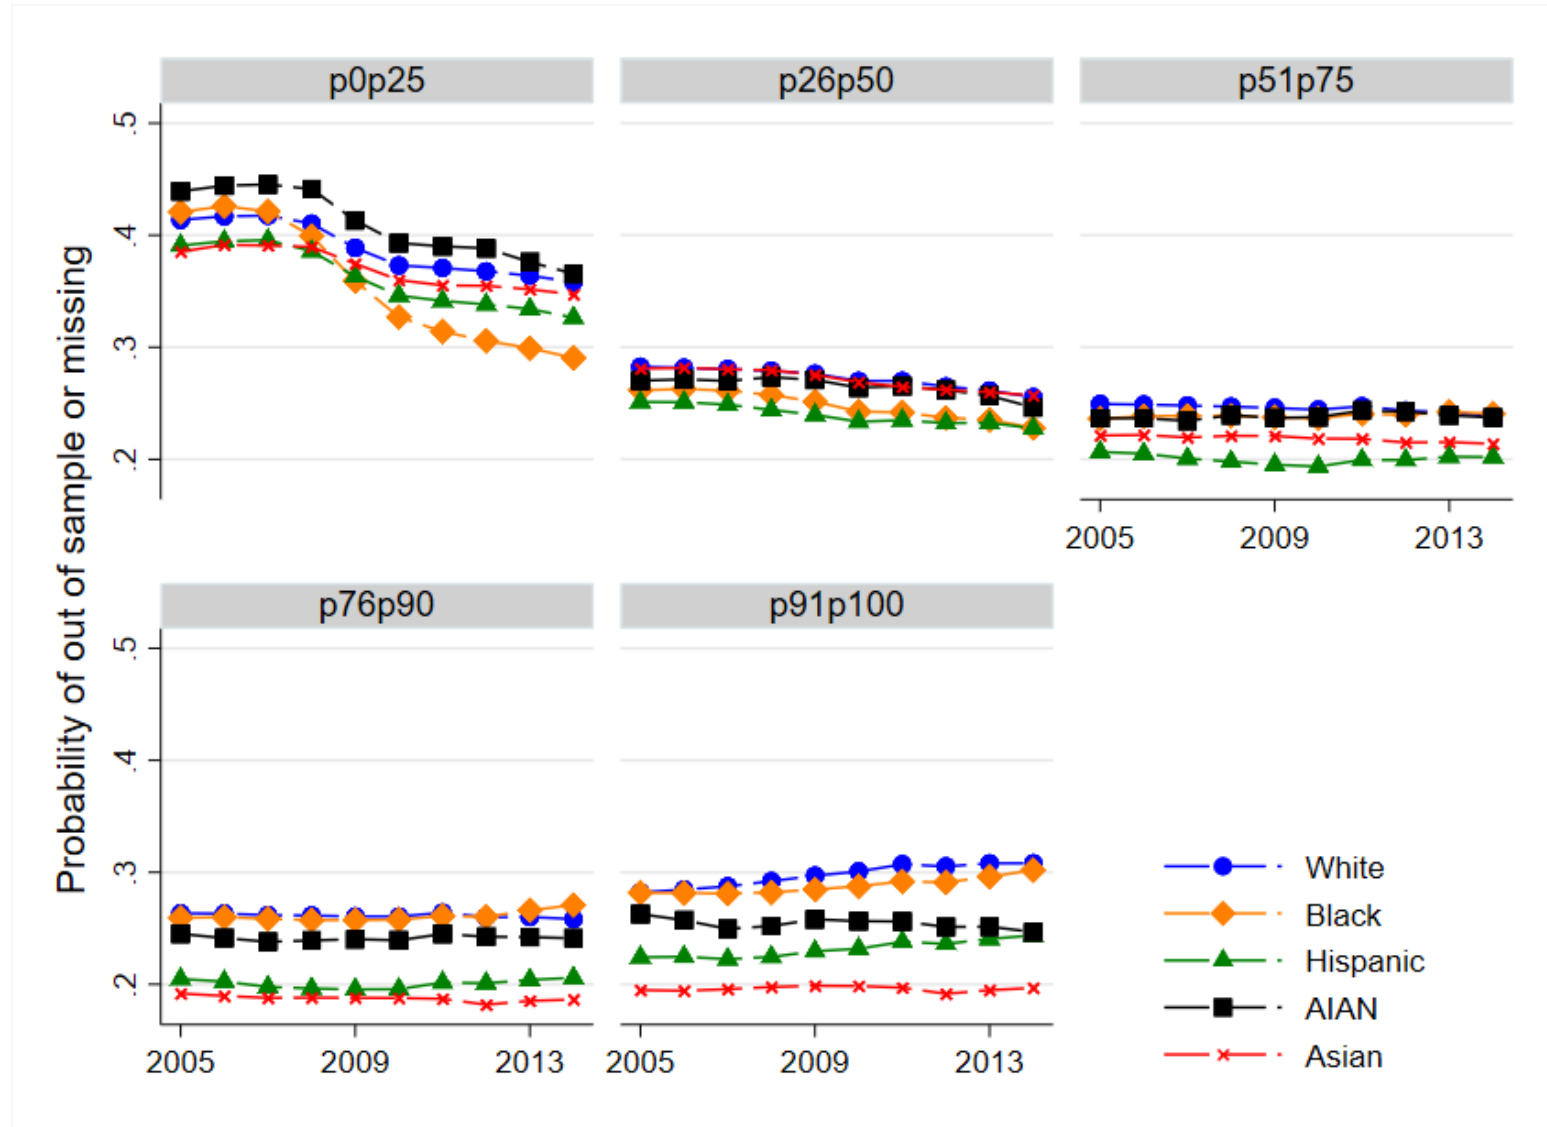 p0p25
p26p50
p51p75
.5
.4
.3
.2
2005
2009
2013
Probability of out of sample or missing
p76p90
p91p100
.5
.4
.3
.2
2005
2009
2013
2005
2009
2013
White
Black
Hispanic
AIAN
Asian